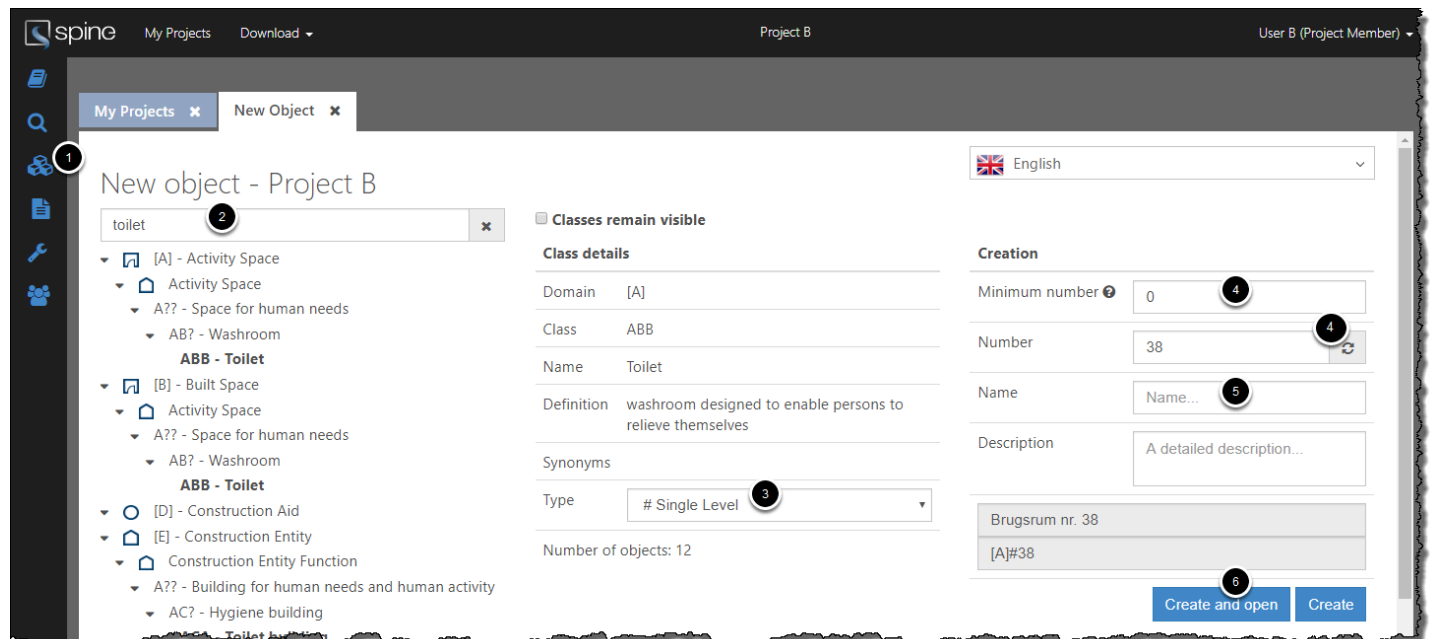 spine My Projects Download Project B User B (Project Member)
My Projects New Object
1
English
New object - Project B
toilet 2
Classes remain visible
[A] - Activity Space
Class details
Creation
Activity Space
Domain [A]
Minimum number 0 4
A?? - Space for human needs
AB? - Washroom
Class ABB
4
ABB - Toilet
Number 38
Name Toilet
[B] - Built Space
Activity Space
Definition washroom designed to enable persons to
relieve themselves
Name Name... 5
A?? - Space for human needs
AB? - Washroom
Description A detailed description...
ABB - Toilet
Synonyms
Type # Single Level 3
[D] - Construction Aid
[E] - Construction Entity
Brugsrum nr. 38
Construction Entity Function
Number of objects: 12
[A]#38
A?? - Building for human needs and human activity
6
AC? - Hygiene building
Create and open Create
Toilet building